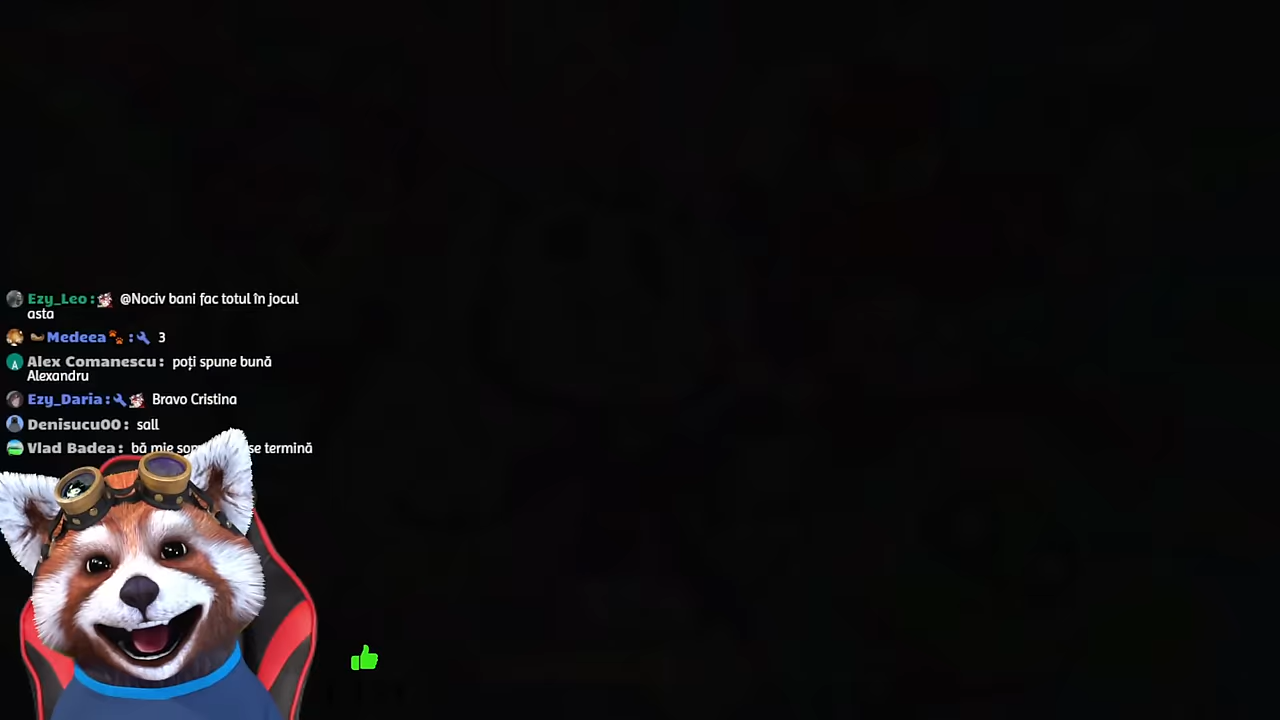 Ezy_Leo : @Nociv bani fac totul în jocul
asta
Medeea : 3
Alex Comanescu : poți spune bună
Alexandru
Ezy_Daria : Bravo Cristina
Denisucu00 : sall
Vlad Badea : bă mie se termină